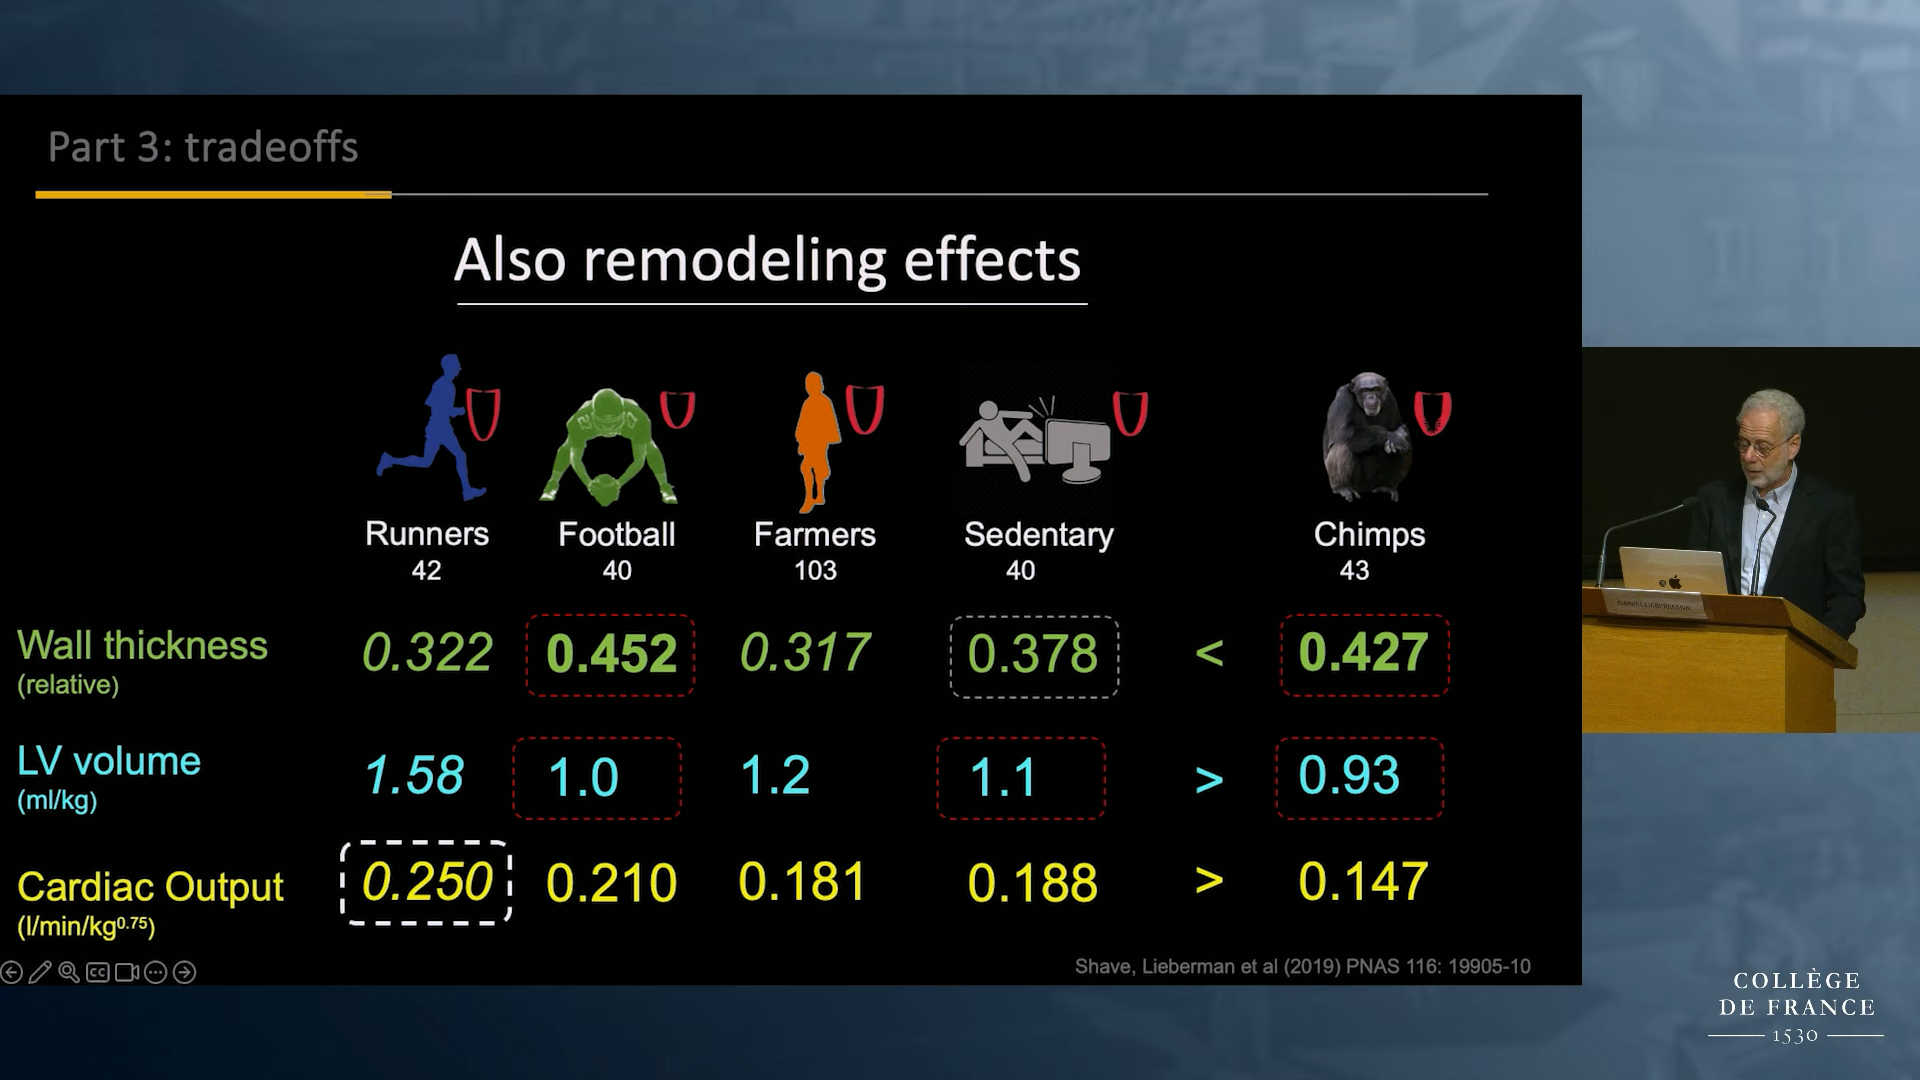 Part 3: tradeoffs
Also remodeling effects
Runners Football Farmers Sedentary Chimps
42 40 103 40 43
Wall thickness 0.322 0.452 0.317 0.378 < 0.427
(relative)
LV volume 1.58 1.0 1.2 1.1 > 0.93
(ml/kg)
Cardiac Output 0.250 0.210 0.181 0.188 > 0.147
(l/min/kg0.75)
Shave, Lieberman et al (2019) PNAS 116: 19905-10
CC
DANIEL LIEBERMANN
COLLÈGE
DE FRANCE
1530